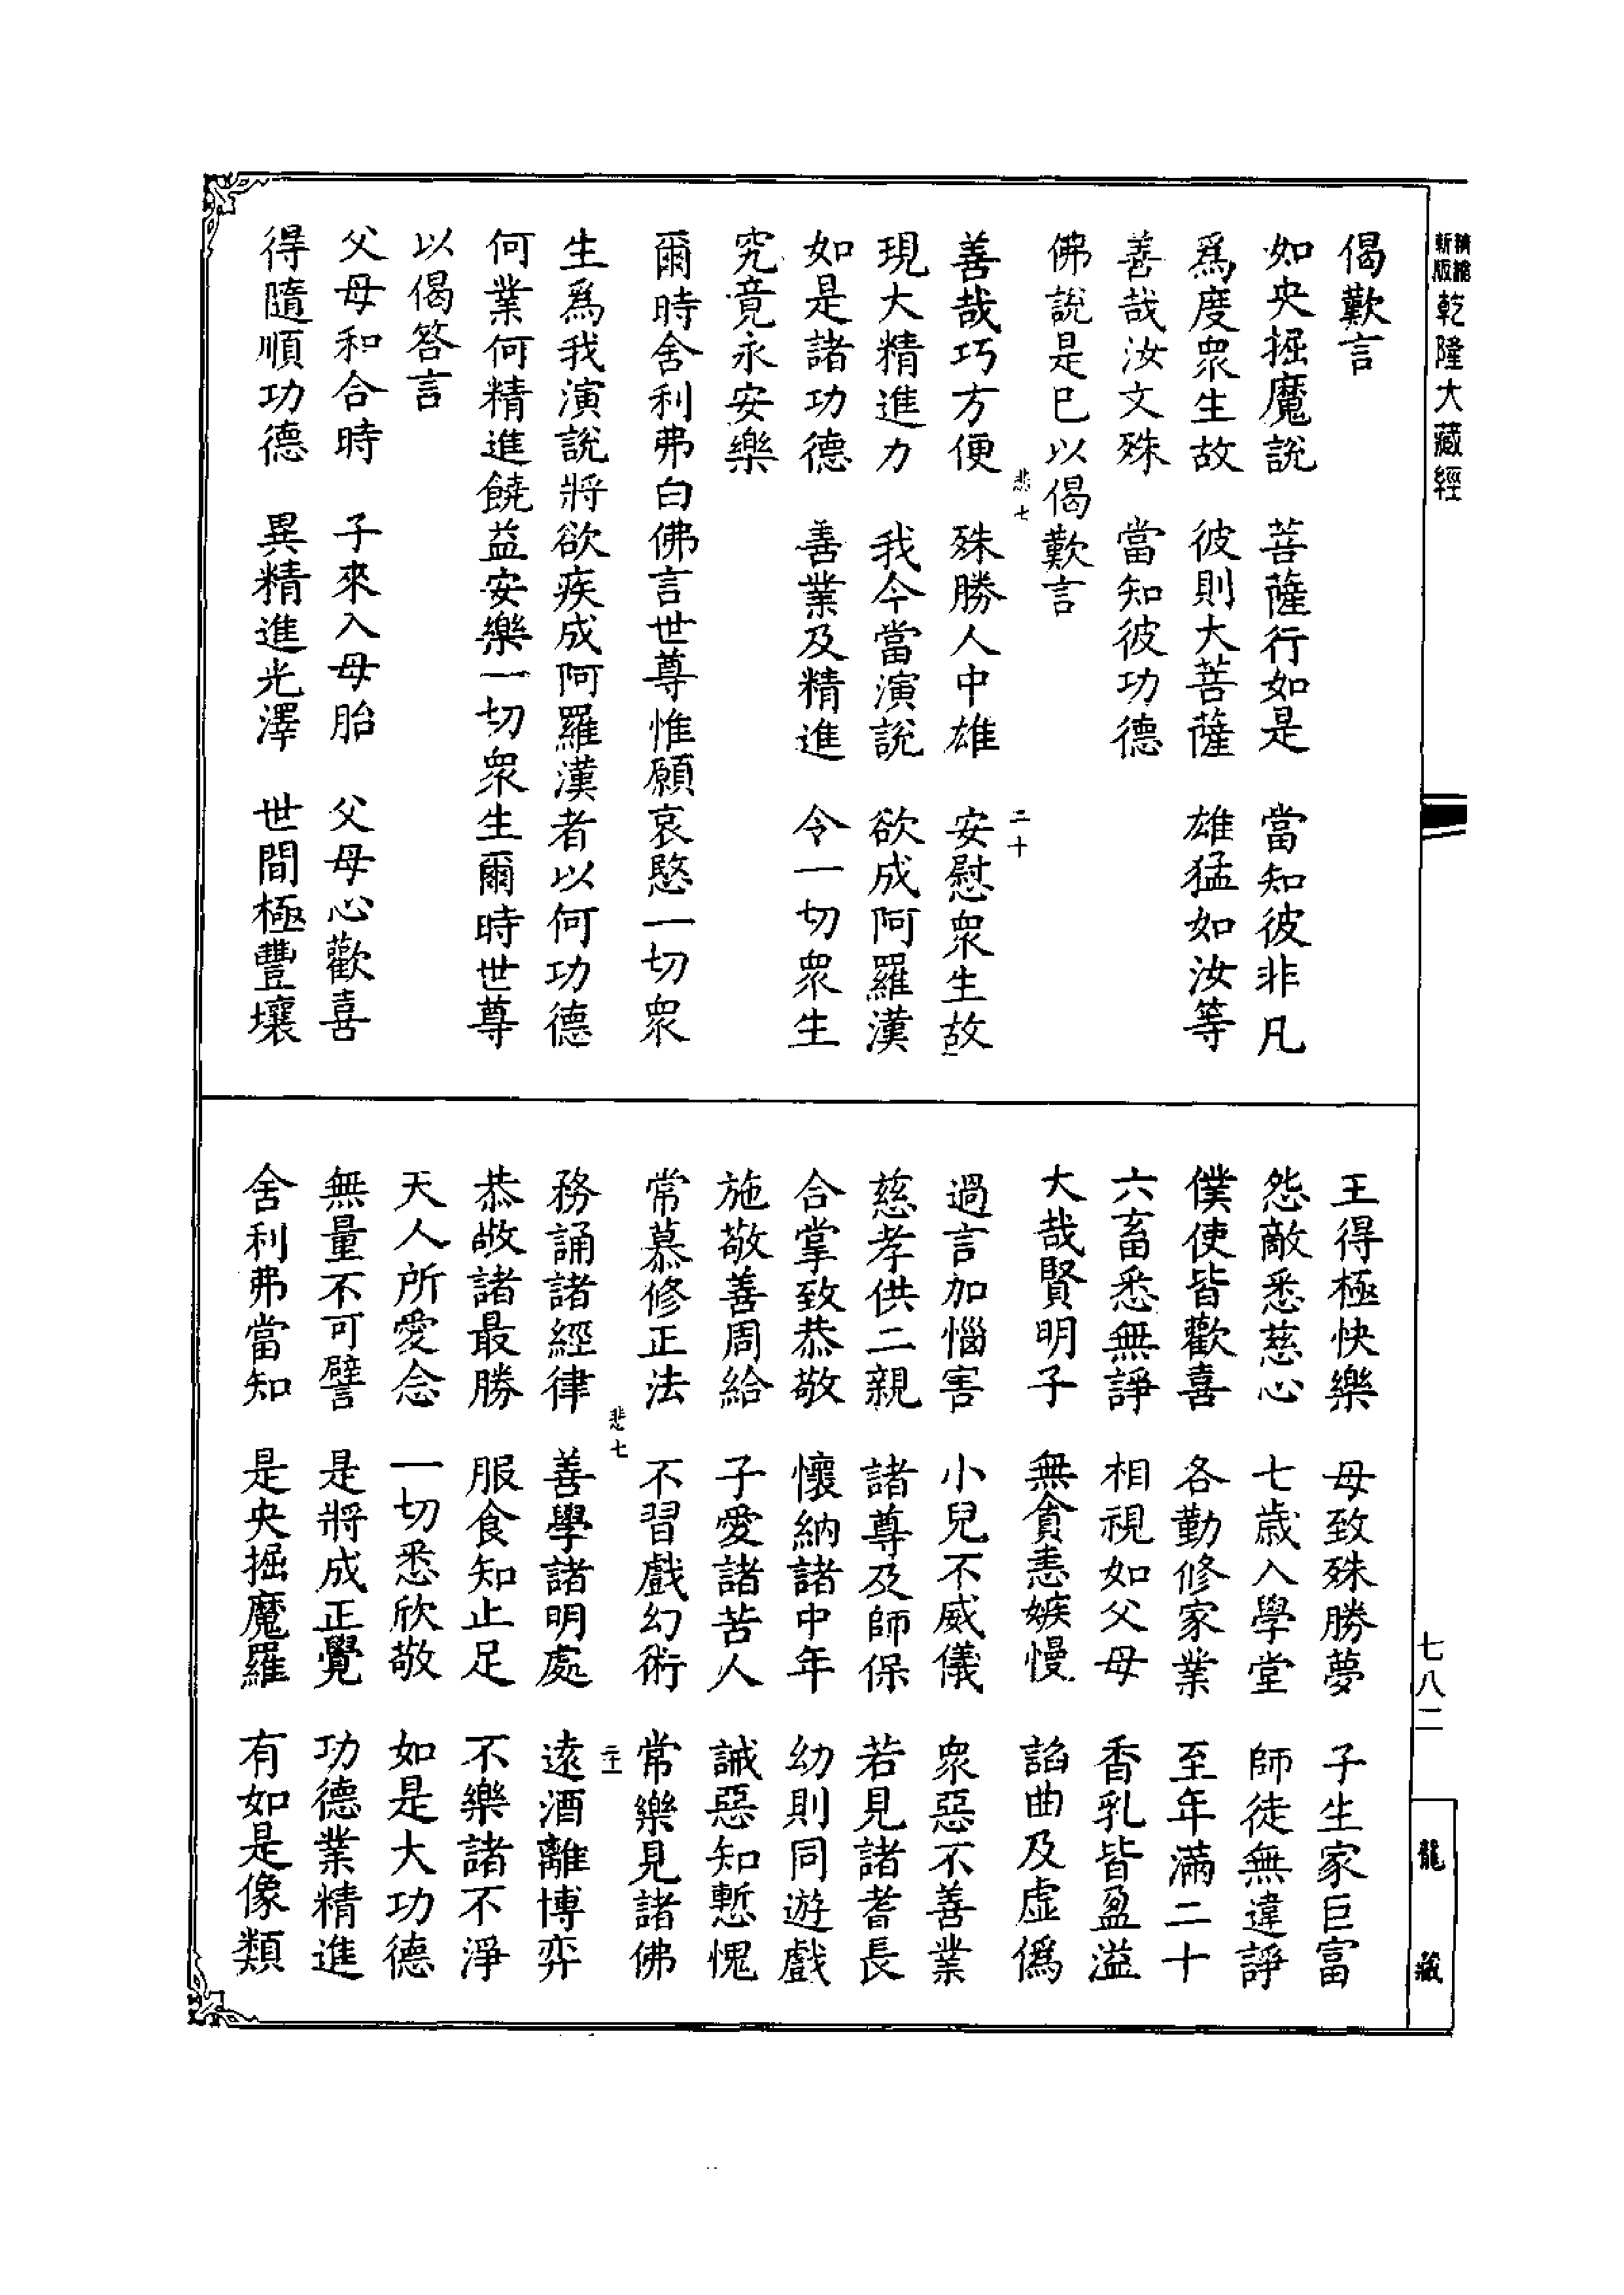 精縮
新版
乾隆大藏經
偈歎言
如央掘魔說　菩薩行如是　當知彼非凡
爲度衆生故　彼則大菩薩　雄猛如汝等
善哉汝文殊　當知彼功德
佛說是已以偈歎言
悲七　二十
善哉巧方便　殊勝人中雄　安慰衆生故
現大精進力　我今當演說　欲成阿羅漢
如是諸功德　善業及精進　令一切衆生
究竟永安樂
爾時舍利弗白佛言世尊惟願哀愍一切衆
生爲我演說將欲疾成阿羅漢者以何功德
何業何精進饒益安樂一切衆生爾時世尊
以偈答言
父母和合時　子來入母胎　父母心歡喜
得隨順功德　異精進光澤　世間極豐壤
王得極快樂　母致殊勝夢　子生家巨富
怨敵悉慈心　七歲入學堂　師徒無違諍
僕使皆歡喜　各勤修家業　至年滿二十
六畜悉無諍　相視如父母　香乳皆盈溢
大哉賢明子　無貪恚嫉慢　諂曲及虛僞
過言加惱害　小兒不威儀　衆惡不善業
慈孝供二親　諸尊及師保　若見諸耆長
合掌致恭敬　懷納諸中年　幼則同遊戲
施敬善周給　子愛諸苦人　誡惡知慙愧
常慕修正法　不習戲幻術　常樂見諸佛
悲七　二十一
務誦諸經律　善學諸明處　遠酒離博弈
恭敬諸最勝　服食知止足　不樂諸不淨
天人所愛念　一切悉欣敬　如是大功德
無量不可譬　是將成正覺　功德業精進
舍利弗當知　是央掘魔羅　有如是像類
七八二
龍藏